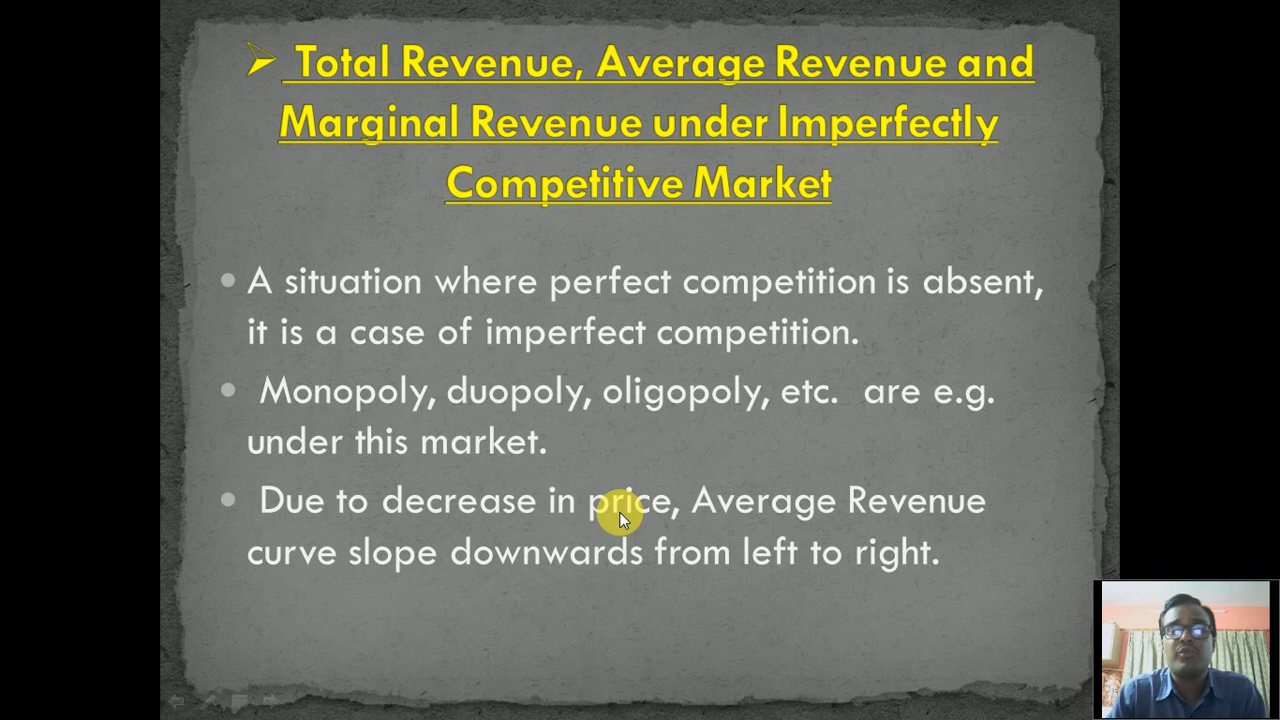 Total Revenue, Average Revenue and
Marginal Revenue under Imperfectly
Competitive Market
A situation where perfect competition is absent,
it is a case of imperfect competition.
Monopoly, duopoly, oligopoly, etc. are e.g.
under this market.
Due to decrease in price, Average Revenue
curve slope downwards from left to right.